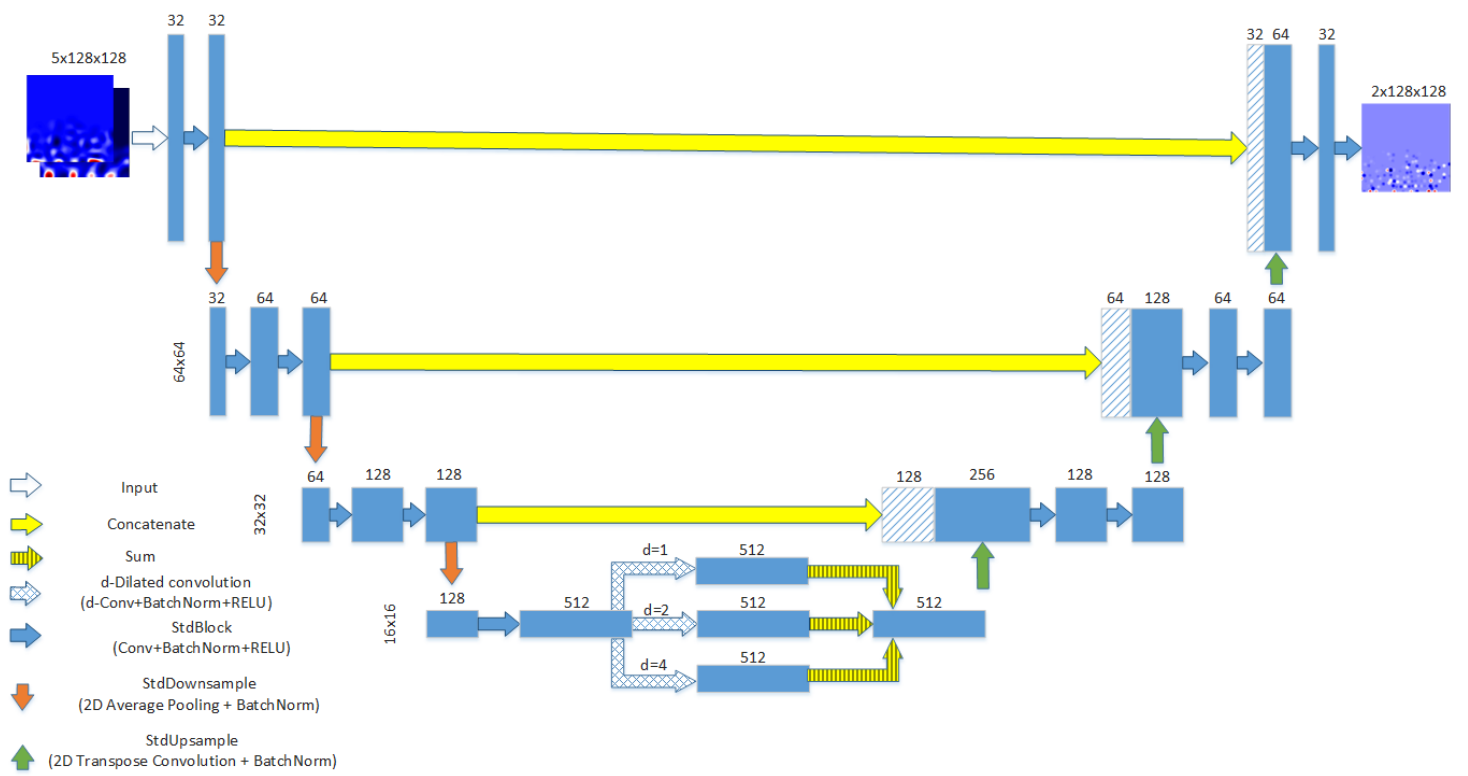 32 32
5x128x128
32 64 32
2x128x128
32 64 64
64x64
64 128 64 64
64 128 128
32x32
128 256 128 128
Input
Concatenate
Sum
d-Dilated convolution
(d-Conv+BatchNorm+RELU)
StdBlock
(Conv+BatchNorm+RELU)
StdDownsample
(2D Average Pooling + BatchNorm)
StdUpsample
(2D Transpose Convolution + BatchNorm)
16x16
128 512
d=1 512
d=2 512 512
d=4 512